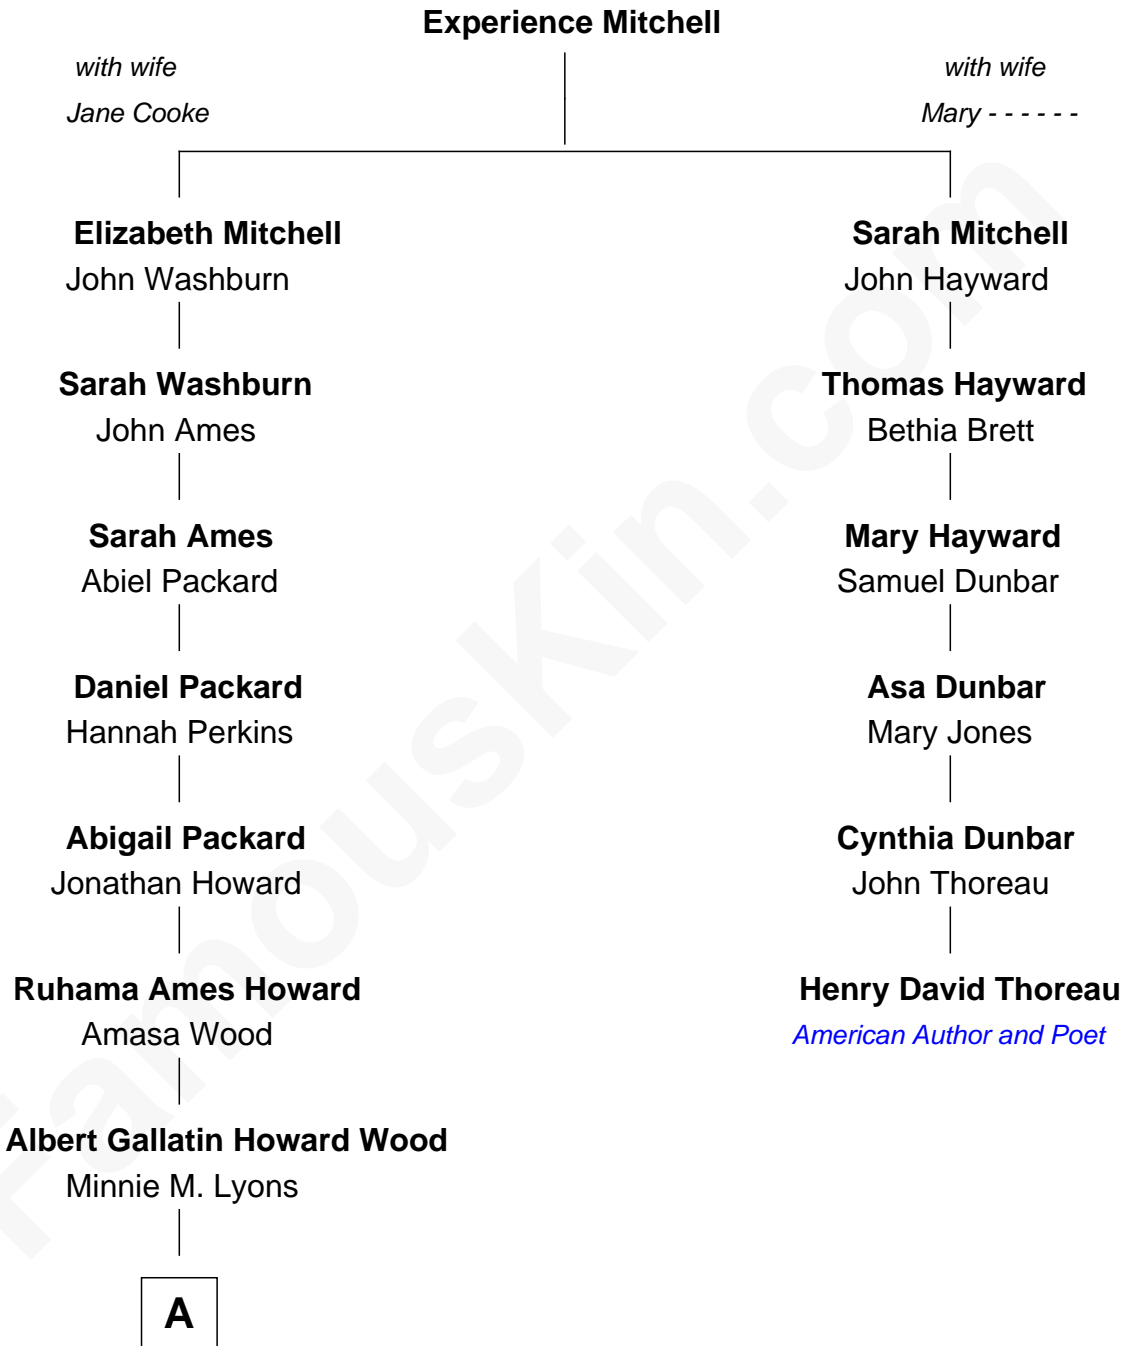 Experience Mitchell
with wife
Jane Cooke
with wife
Mary - - - - - -
Elizabeth Mitchell
John Washburn
Sarah Washburn
John Ames
Sarah Ames
Abiel Packard
Daniel Packard
Hannah Perkins
Abigail Packard
Jonathan Howard
Ruhama Ames Howard
Amasa Wood
Albert Gallatin Howard Wood
Minnie M. Lyons
A
Sarah Mitchell
John Hayward
Thomas Hayward
Bethia Brett
Mary Hayward
Samuel Dunbar
Asa Dunbar
Mary Jones
Cynthia Dunbar
John Thoreau
Henry David Thoreau
American Author and Poet
FamousKin.com